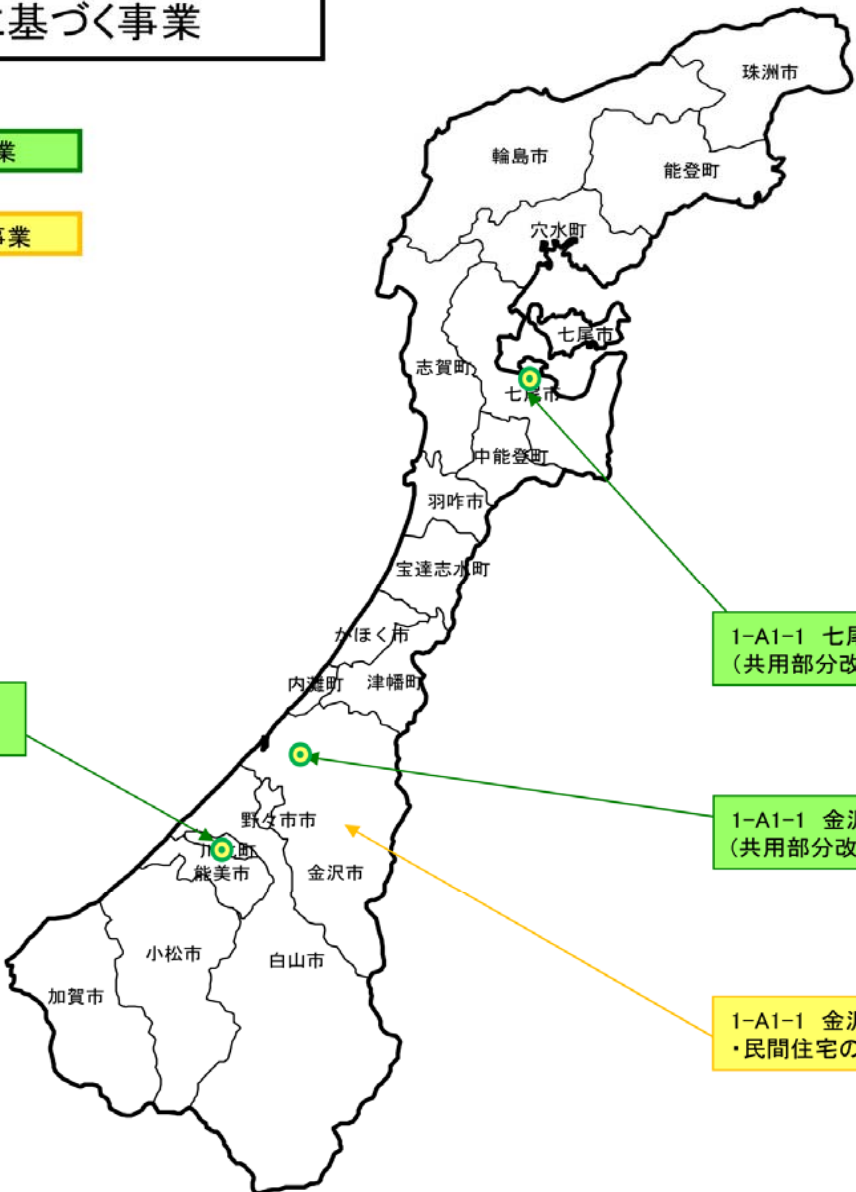 に基づく事業
業
事業
珠洲市
輪島市
能登町
穴水町
七尾市
志賀町
七尾市
中能登町
羽咋市
宝達志水町
かほく市
内灘町
津幡町
1-A1-1 七尾
（共用部分改
野々市市
川北町
能美市
金沢市
1-A1-1 金沢
（共用部分改
小松市
白山市
加賀市
1-A1-1 金沢
・民間住宅の